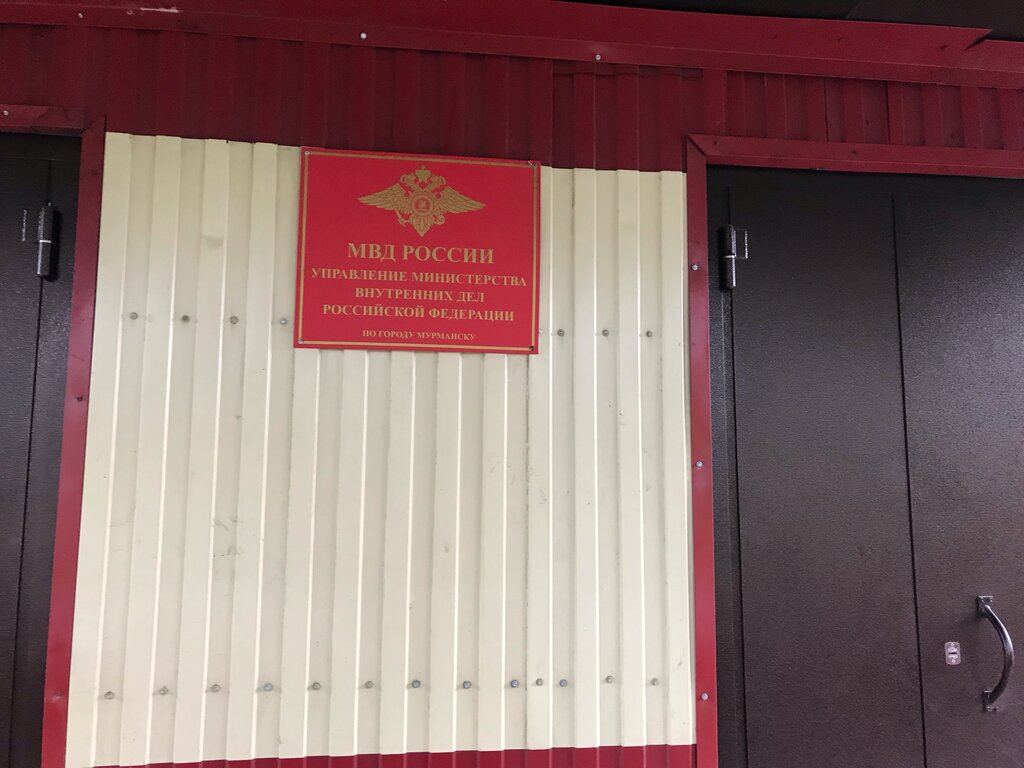 МВД РОССИИ
УПРАВЛЕНИЕ МИНИСТЕРСТВА
ВНУТРЕННИХ ДЕЛ
РОССИЙСКОЙ ФЕДЕРАЦИИ
ПО ГОРОДУ МУРМАНСКУ